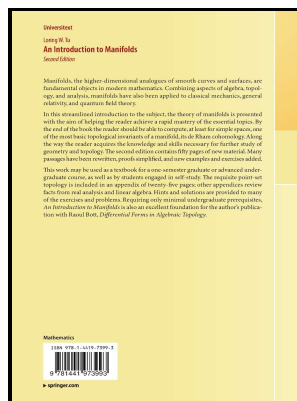 Universitext
Loring W. Tu
An Introduction to Manifolds
Second Edition
Manifolds, the higher-dimensional analogues of smooth curves and surfaces, are
fundamental objects in modern mathematics. Combining aspects of algebra, topol-
ogy, and analysis, manifolds have also been applied to classical mechanics, general
relativity, and quantum field theory.
In this streamlined introduction to the subject, the theory of manifolds is presented
with the aim of helping the reader achieve a rapid mastery of the essential topics. By
the end of the book the reader should be able to compute, at least for simple spaces, one
of the most basic topological invariants of a manifold, its de Rham cohomology. Along
the way the reader acquires the knowledge and skills necessary for further study of
geometry and topology. The second edition contains fifty pages of new material. Many
passages have been rewritten, proofs simplified, and new examples and exercises added.
This work may be used as a textbook for a one-semester graduate or advanced under-
graduate course, as well as by students engaged in self-study. The requisite point-set
topology is included in an appendix of twenty-five pages; other appendices review
facts from real analysis and linear algebra. Hints and solutions are provided to many
of the exercises and problems. Requiring only minimal undergraduate prerequisites,
An Introduction to Manifolds is also an excellent foundation for the author's publica-
tion with Raoul Bott, Differential Forms in Algebraic Topology.
Mathematics
ISBN 978-1-4419-7399-3
9 781441 973993
▸ springer.com